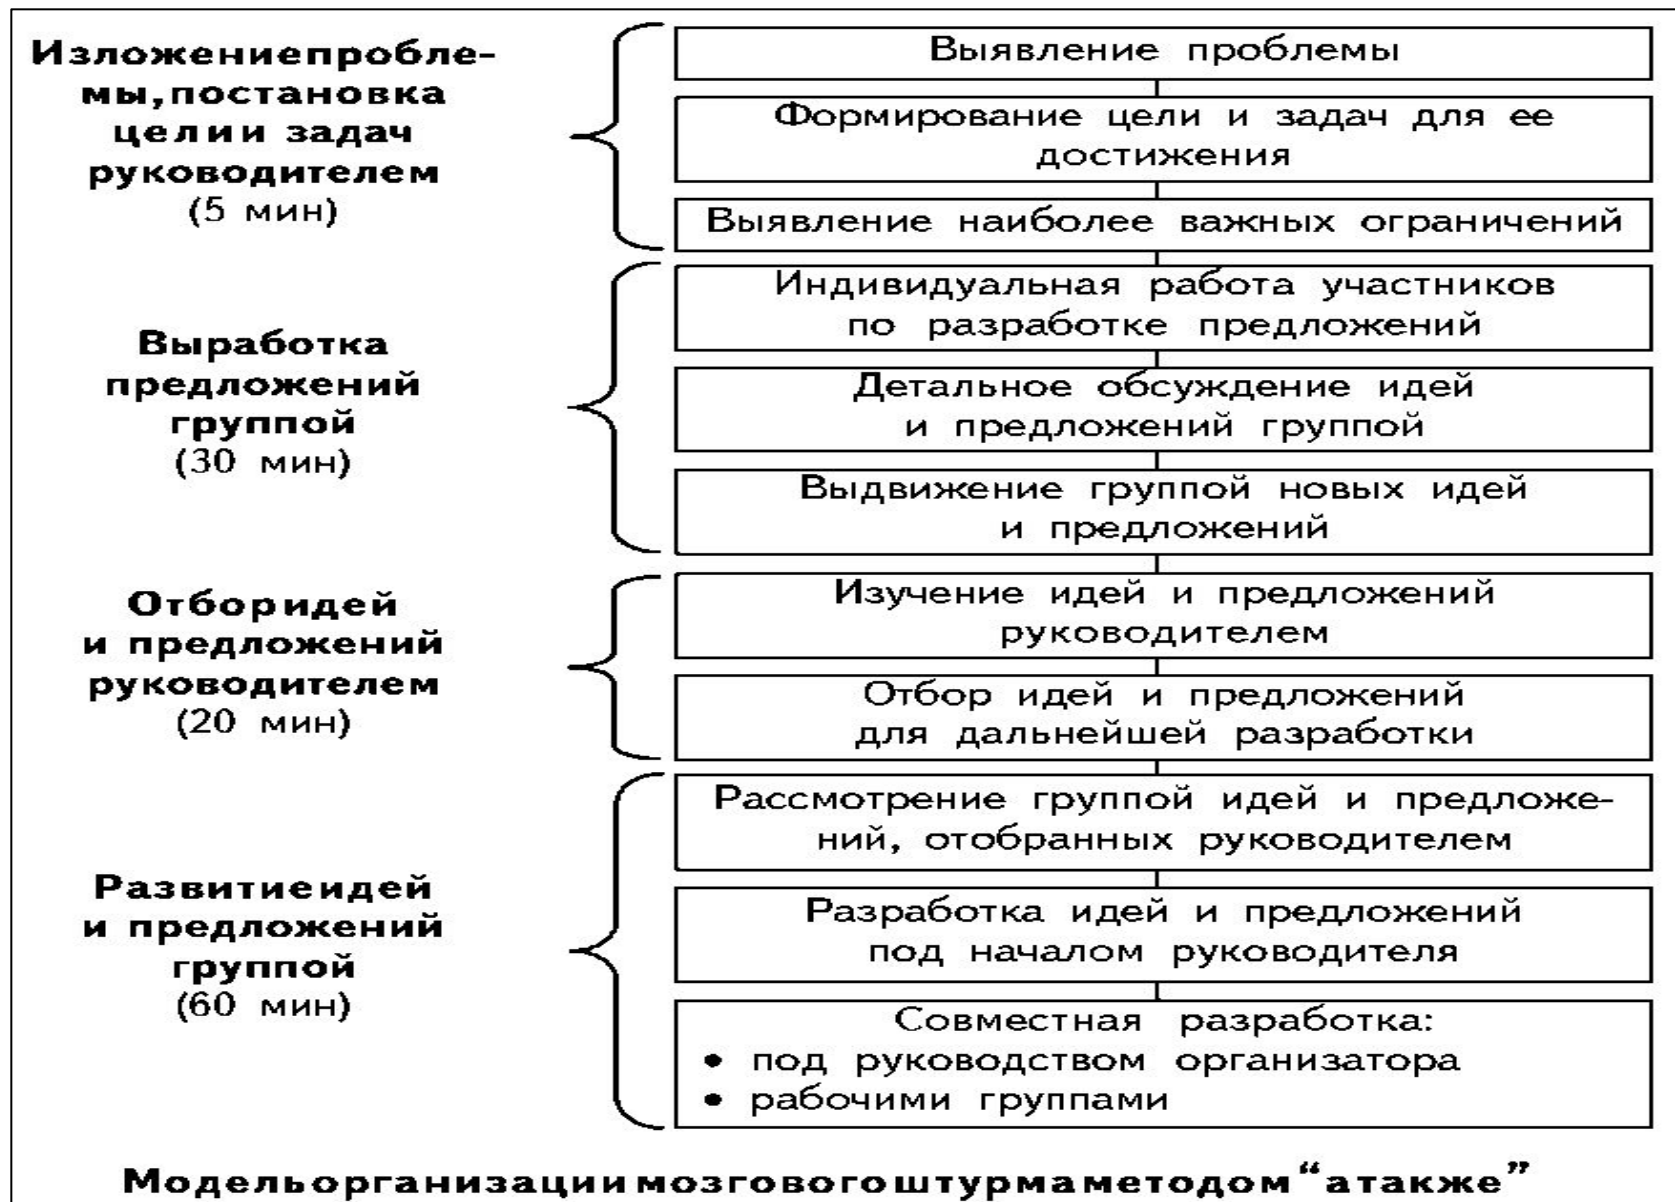 Изложениепробле-
мы,постановка
целии задач
руководителем
(5 мин)
Выявление проблемы
Формирование цели и задач для ее
достижения
Выявление наиболее важных ограничений
Выработка
предложений
группой
(30 мин)
Индивидуальная работа участников
по разработке предложений
Детальное обсуждение идей
и предложений группой
Выдвижение группой новых идей
и предложений
Отборидей
и предложений
руководителем
(20 мин)
Изучение идей и предложений
руководителем
Отбор идей и предложений
для дальнейшей разработки
Развитиеидей
и предложений
группой
(60 мин)
Рассмотрение группой идей и предложе-
ний, отобранных руководителем
Разработка идей и предложений
под началом руководителя
Совместная разработка:
• под руководством организатора
• рабочими группами
Модельорганизациимозговогоштурмаметодом“атакже”